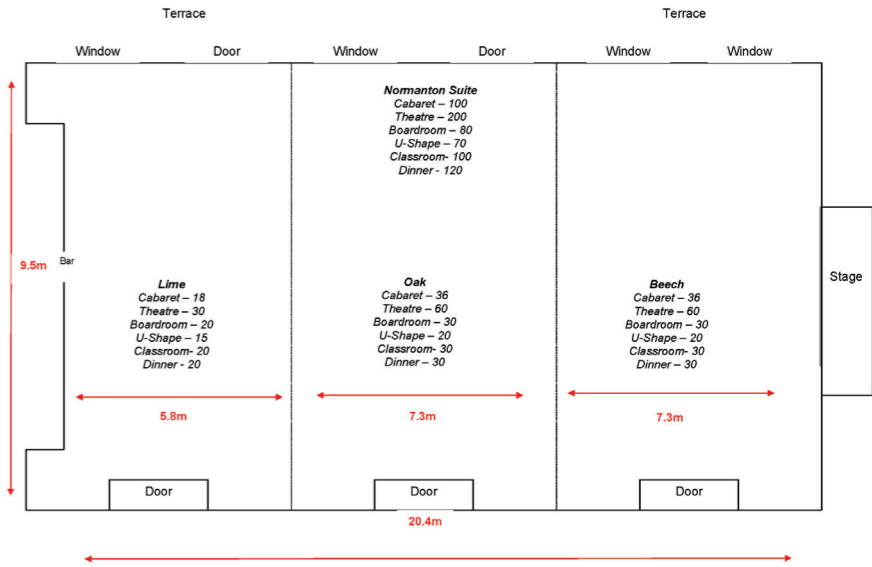 Terrace
Terrace
Window
Door
Window
Door
Window
Window
Normanton Suite
Cabaret – 100
Theatre – 200
Boardroom – 80
U-Shape – 70
Classroom- 100
Dinner - 120
9.5m
Bar
Lime
Cabaret – 18
Theatre – 30
Boardroom – 20
U-Shape – 15
Classroom- 20
Dinner - 20
Oak
Cabaret – 36
Theatre – 60
Boardroom – 30
U-Shape – 20
Classroom- 30
Dinner – 30
Beech
Cabaret – 36
Theatre – 60
Boardroom – 30
U-Shape – 20
Classroom- 30
Dinner – 30
Stage
5.8m
7.3m
7.3m
Door
Door
Door
20.4m